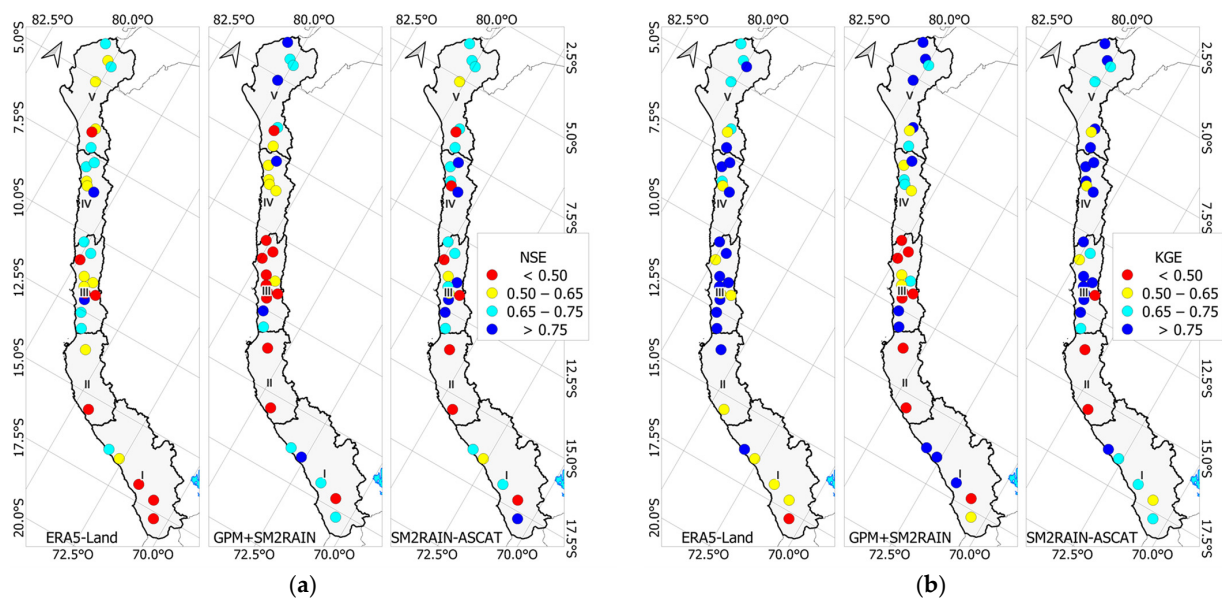 82.5°O 80.0°O 82.5°O 80.0°O 82.5°O 80.0°O
5.0°S
7.5°S
10.0°S
12.5°S
15.0°S
17.5°S
20.0°S
V
IV
III
II
I
ERA5-Land
72.5°O 70.0°O
V
IV
III
II
I
GPM+SM2RAIN
72.5°O 70.0°O
V
IV
III
II
I
SM2RAIN-ASCAT
72.5°O 70.0°O
2.5°S
5.0°S
7.5°S
NSE
< 0.50
0.50 – 0.65
0.65 – 0.75
> 0.75
12.5°S
15.0°S
17.5°S
(a)
82.5°O 80.0°O 82.5°O 80.0°O 82.5°O 80.0°O
5.0°S
7.5°S
10.0°S
12.5°S
15.0°S
17.5°S
20.0°S
V
IV
III
II
I
ERA5-Land
72.5°O 70.0°O
V
IV
III
II
I
GPM+SM2RAIN
72.5°O 70.0°O
V
IV
III
II
I
SM2RAIN-ASCAT
72.5°O 70.0°O
2.5°S
5.0°S
7.5°S
KGE
< 0.50
0.50 – 0.65
0.65 – 0.75
> 0.75
12.5°S
15.0°S
17.5°S
(b)